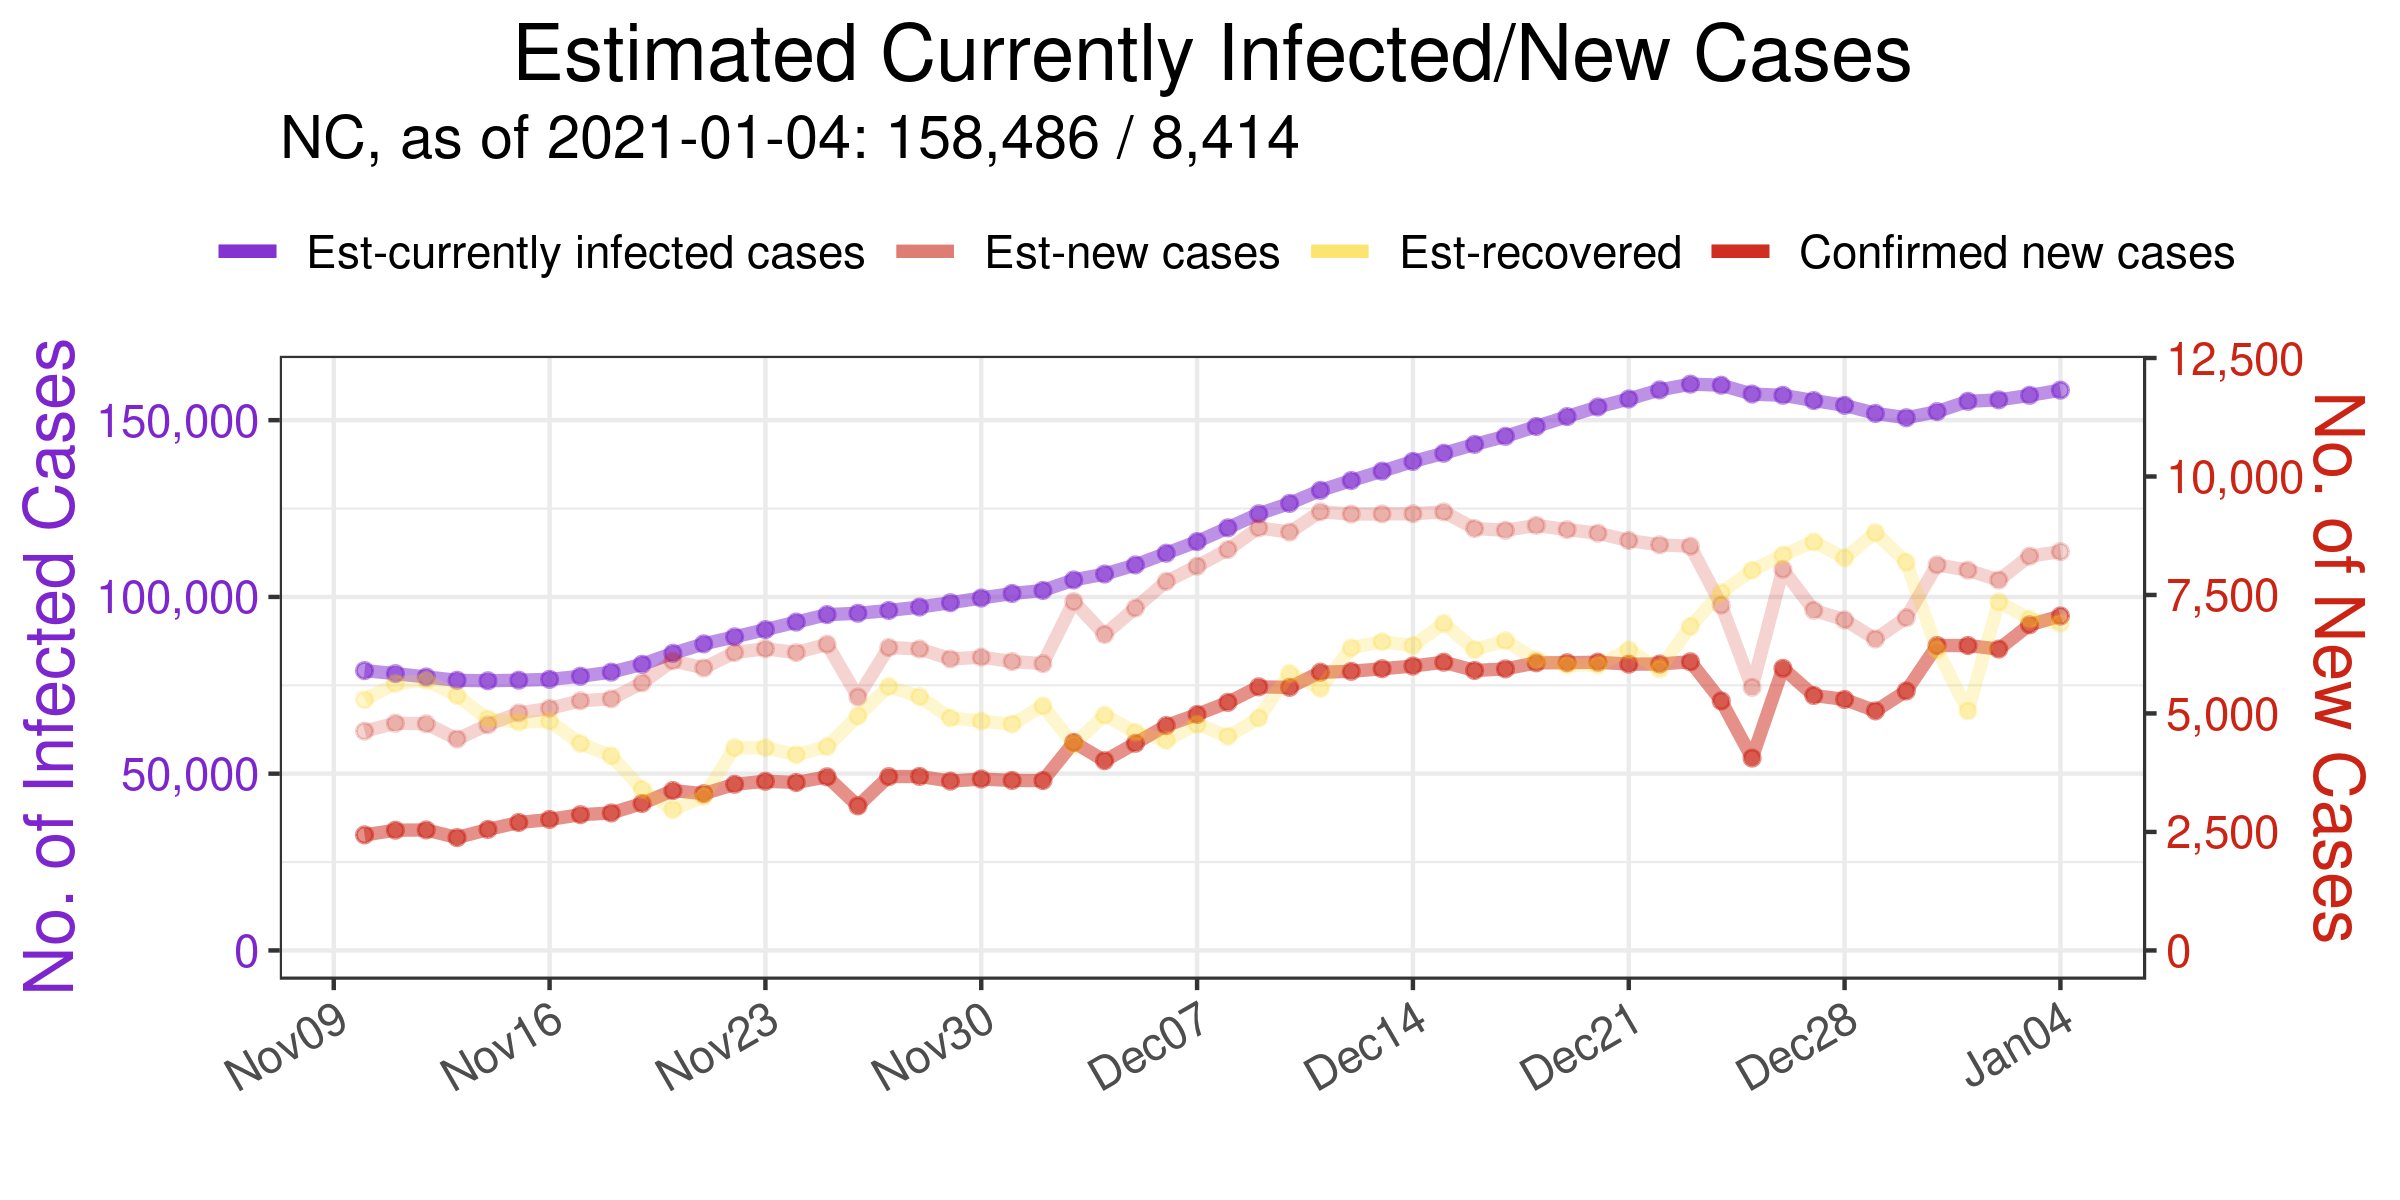 Estimated Currently Infected/New Cases
NC, as of 2021-01-04: 158,486 / 8,414
Est-currently infected cases Est-new cases Est-recovered Confirmed new cases
No. of Infected Cases
150,000
100,000
50,000
0
12,500
10,000
7,500
5,000
2,500
0
No. of New Cases
Nov09 Nov16 Nov23 Nov30 Dec07 Dec14 Dec21 Dec28 Jan04